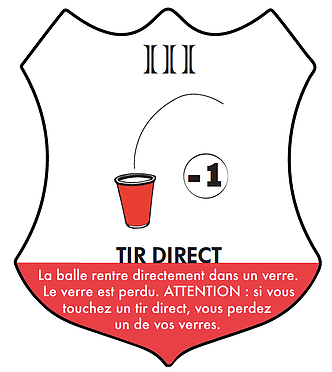 III
-1
TIR DIRECT
La balle rentre directement dans un verre.
Le verre est perdu. ATTENTION : si vous
touchez un tir direct, vous perdez
un de vos verres.